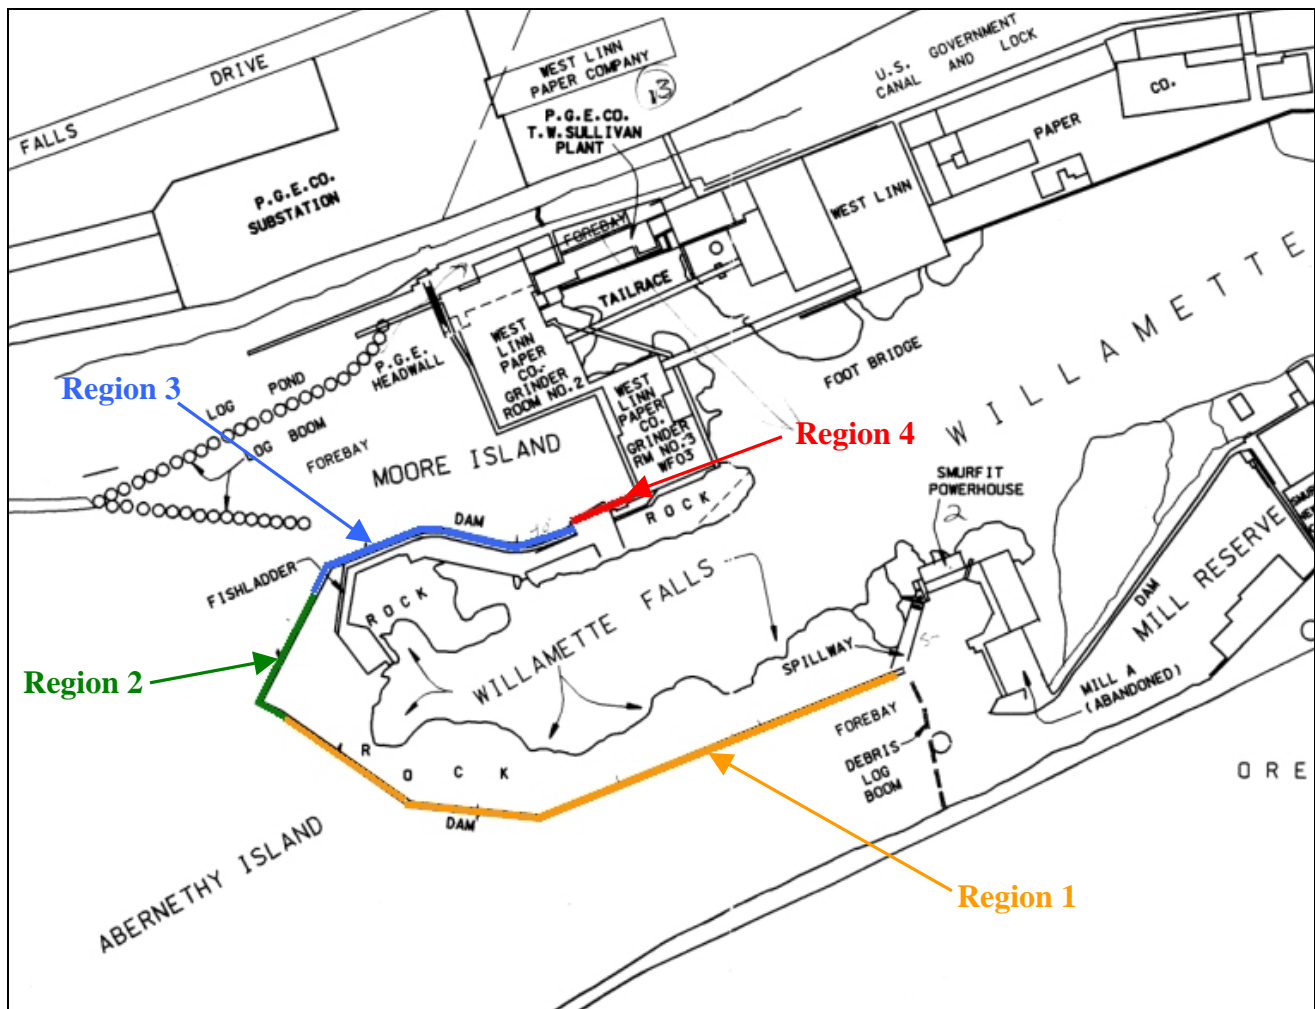 DRIVE
FALLS
WEST LINN
PAPER COMPANY
13
P.G.E.CO.
T.W.SULLIVAN
PLANT
U.S. GOVERNMENT
CANAL AND LOCK
CO.
PAPER
WEST LINN
P.G.E.CO.
SUBSTATION
FOREBAY
TAILRACE
WEST
LINN
PAPER
CO.
GRINDER
ROOM NO.2
P.G.E.
HEADWALL
WEST
LINN
PAPER
CO.
GRINDER
RM NO.3
WF03
FOOT BRIDGE
WILLAMETTE
LOG POND
LOG BOOM
FOREBAY
Region 3
MOORE ISLAND
Region 4
ROCK
SMURFIT
POWERHOUSE
2
DAM
FISHLADDER
ROCK
WILLAMETTE FALLS
DAM
MILL RESERVE
SPILLWAY
MILL A
(ABANDONED)
Region 2
FOREBAY
DEBRIS
LOG
BOOM
ROCK
DAM
ORE
ABERNETHY ISLAND
Region 1